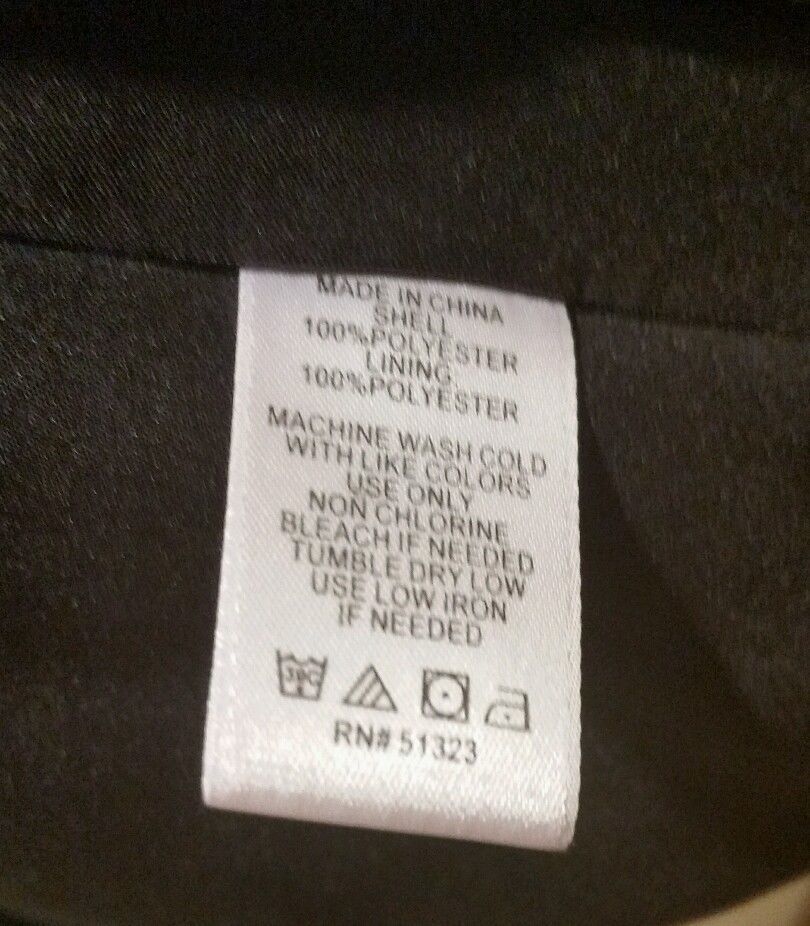 MADE IN CHINA
SHELL
100%POLYESTER
LINING
100%POLYESTER
MACHINE WASH COLD
WITH LIKE COLORS
USE ONLY
NON CHLORINE
BLEACH IF NEEDED
TUMBLE DRY LOW
USE LOW IRON
IF NEEDED
30C
RN# 51323